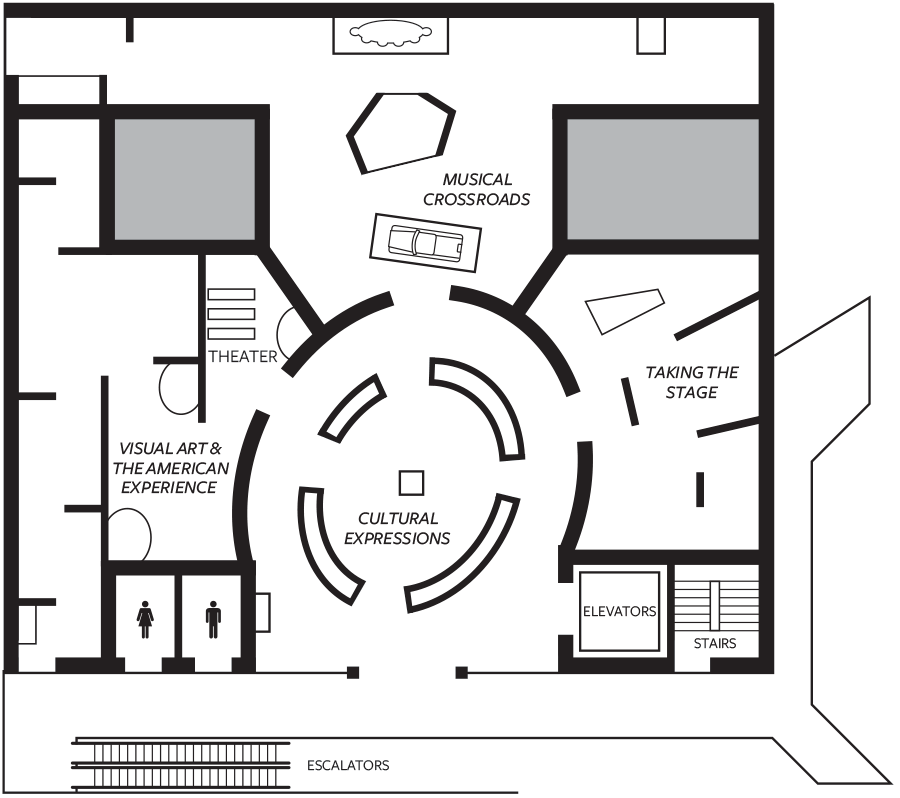 MUSICAL
CROSSROADS
THEATER
TAKING THE
STAGE
VISUAL ART &
THE AMERICAN
EXPERIENCE
CULTURAL
EXPRESSIONS
ELEVATORS
STAIRS
ESCALATORS